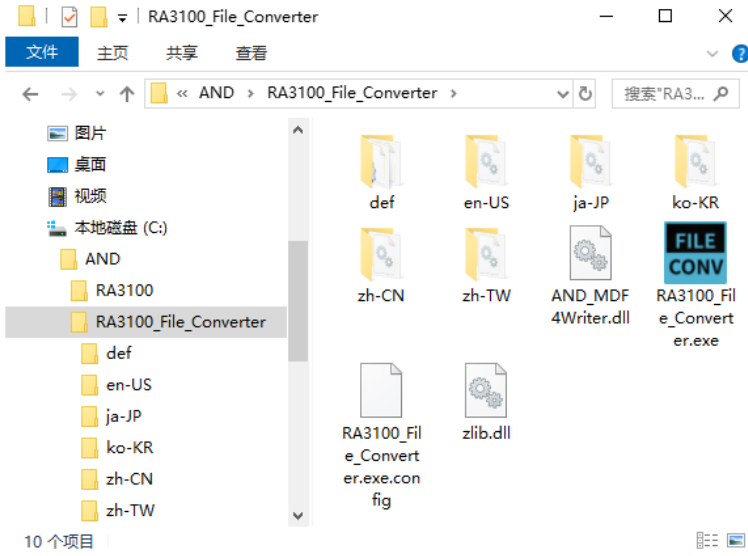 RA3100_File_Converter
文件 主页 共享 查看
« AND › RA3100_File_Converter ›
搜索"RA3...
图片
桌面
视频
本地磁盘 (C:)
AND
RA3100
RA3100_File_Converter
def
en-US
ja-JP
ko-KR
zh-CN
zh-TW
def
en-US
ja-JP
ko-KR
zh-CN
zh-TW
AND_MDF
4Writer.dll
FILE
CONV
RA3100_Fil
e_Convert
er.exe
RA3100_Fil
e_Convert
er.exe.con
fig
zlib.dll
10 个项目